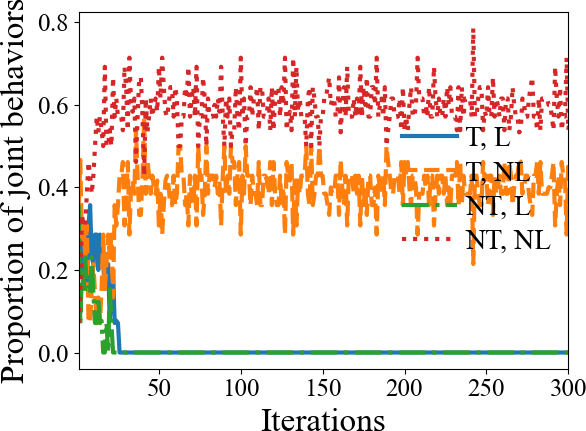 Proportion of joint behaviors
0.8
0.6
0.4
0.2
0.0
T, L
T, NL
NT, L
NT, NL
50
100
150
200
250
300
Iterations